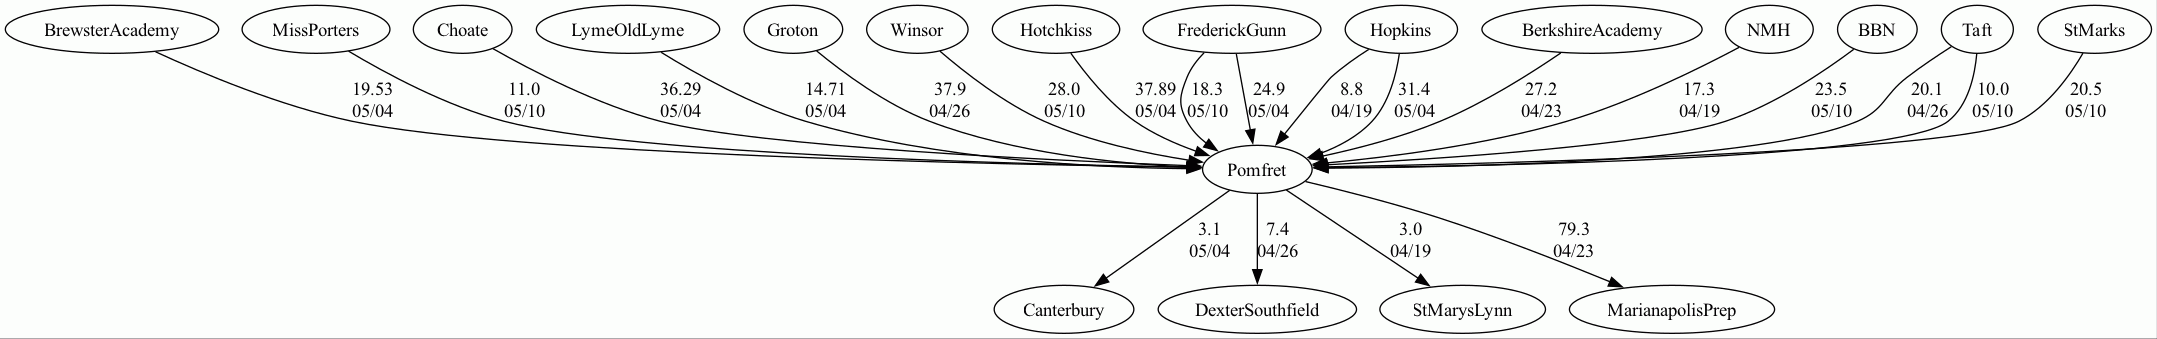 BrewsterAcademy
MissPorters
Choate
LymeOldLyme
Groton
Winsor
Hotchkiss
FrederickGunn
Hopkins
BerkshireAcademy
NMH
BBN
Taft
StMarks
19.53
05/04
11.0
05/10
36.29
05/04
14.71
05/04
37.9
04/26
28.0
05/10
37.89
05/04
18.3
05/10
24.9
05/04
8.8
04/19
31.4
05/04
27.2
04/23
17.3
04/19
23.5
05/10
20.1
04/26
10.0
05/10
20.5
05/10
Pomfret
3.1
05/04
7.4
04/26
3.0
04/19
79.3
04/23
Canterbury
DexterSouthfield
StMarysLynn
MarianapolisPrep